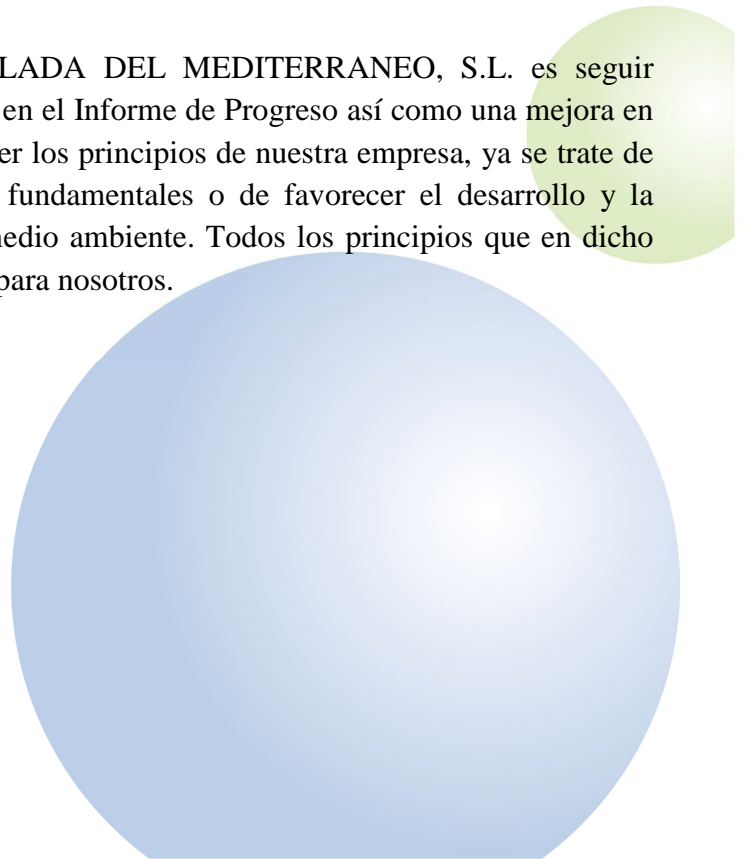 LADA DEL MEDITERRANEO, S.L. es seguir
en el Informe de Progreso así como una mejora en
er los principios de nuestra empresa, ya se trate de
fundamentales o de favorecer el desarrollo y la
medio ambiente. Todos los principios que en dicho
para nosotros.